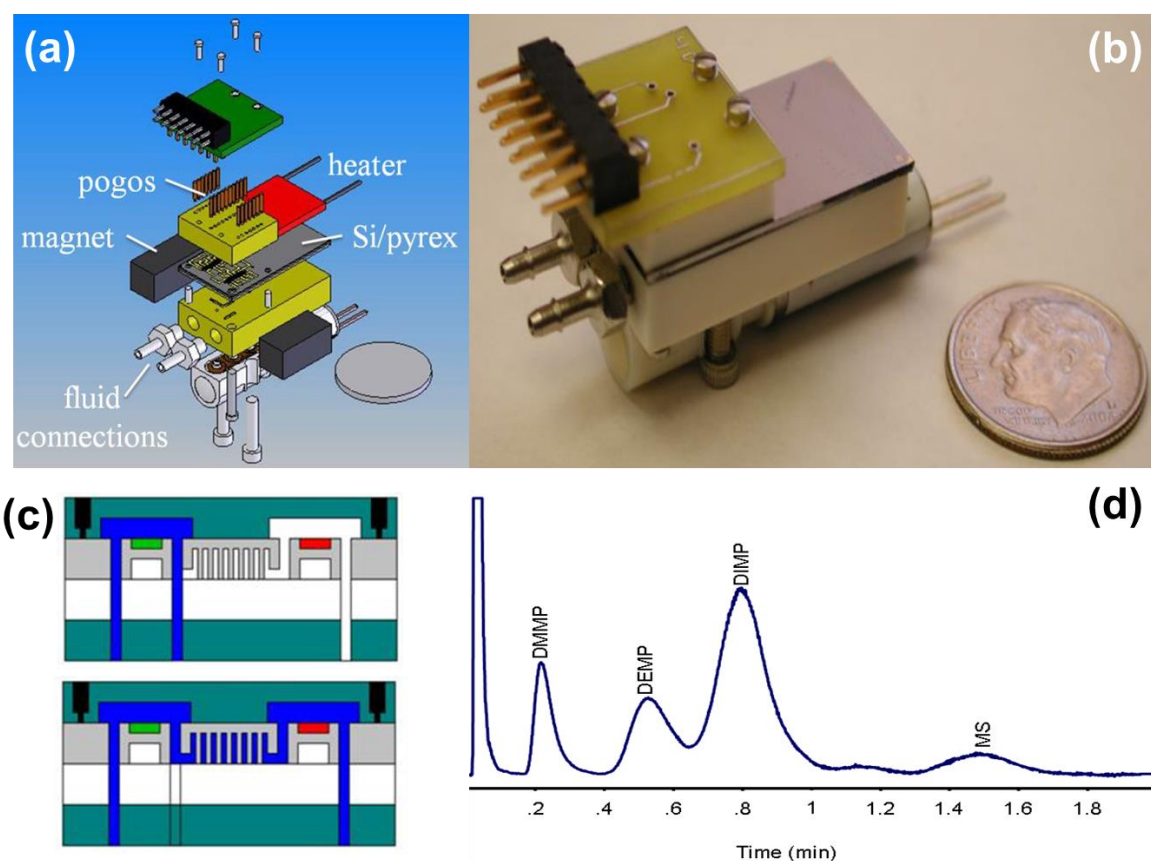 (a)
pogos
heater
magnet
Si/pyrex
fluid
connections
(b)
LIBERTY
(c)
(d)
DMMP
DEMP
DIMP
MS
.2 .4 .6 .8 1 1.2 1.4 1.6 1.8
Time (min)